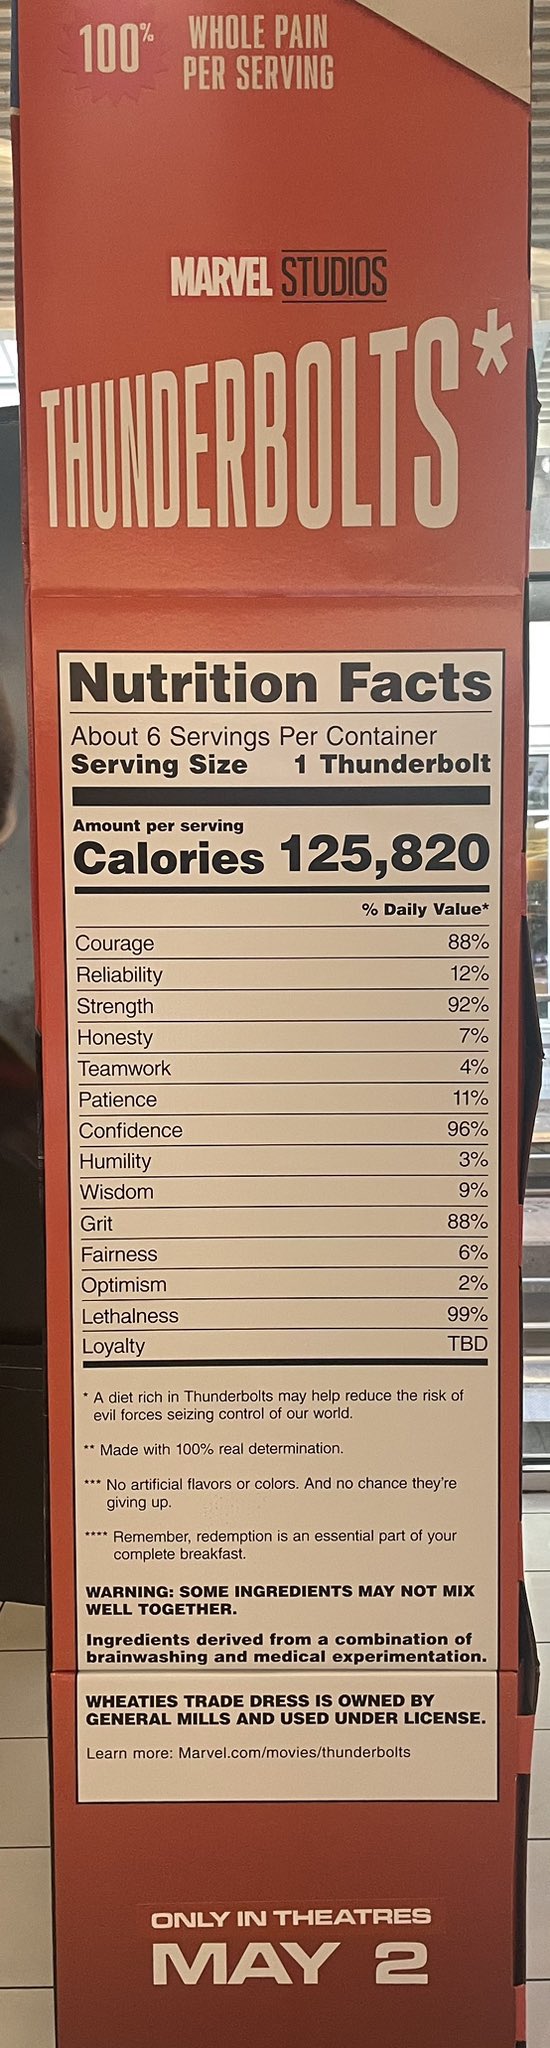 100% WHOLE PAIN
PER SERVING
MARVEL STUDIOS
THUNDERBOLTS*
Nutrition Facts
About 6 Servings Per Container
Serving Size 1 Thunderbolt
Amount per serving
Calories 125,820
% Daily Value*
Courage 88%
Reliability 12%
Strength 92%
Honesty 7%
Teamwork 4%
Patience 11%
Confidence 96%
Humility 3%
Wisdom 9%
Grit 88%
Fairness 6%
Optimism 2%
Lethalness 99%
Loyalty TBD
* A diet rich in Thunderbolts may help reduce the risk of
evil forces seizing control of our world.
** Made with 100% real determination.
*** No artificial flavors or colors. And no chance they're
giving up.
**** Remember, redemption is an essential part of your
complete breakfast.
WARNING: SOME INGREDIENTS MAY NOT MIX
WELL TOGETHER.
Ingredients derived from a combination of
brainwashing and medical experimentation.
WHEATIES TRADE DRESS IS OWNED BY
GENERAL MILLS AND USED UNDER LICENSE.
Learn more: Marvel.com/movies/thunderbolts
ONLY IN THEATRES
MAY 2